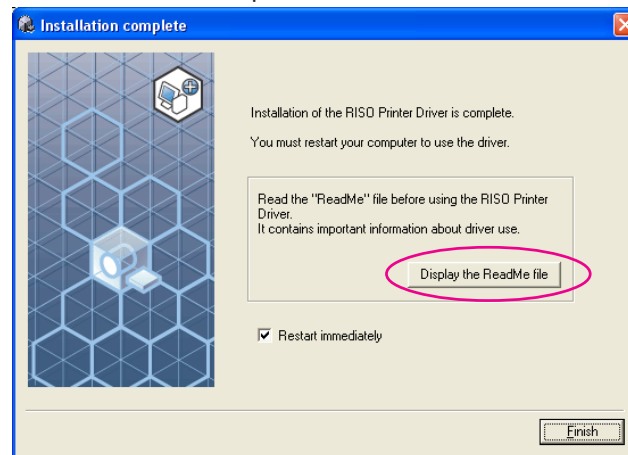 Installation complete
Installation of the RISO Printer Driver is complete.
You must restart your computer to use the driver.
Read the "ReadMe" file before using the RISO Printer
Driver.
It contains important information about driver use.
Display the ReadMe file
Restart immediately
Finish